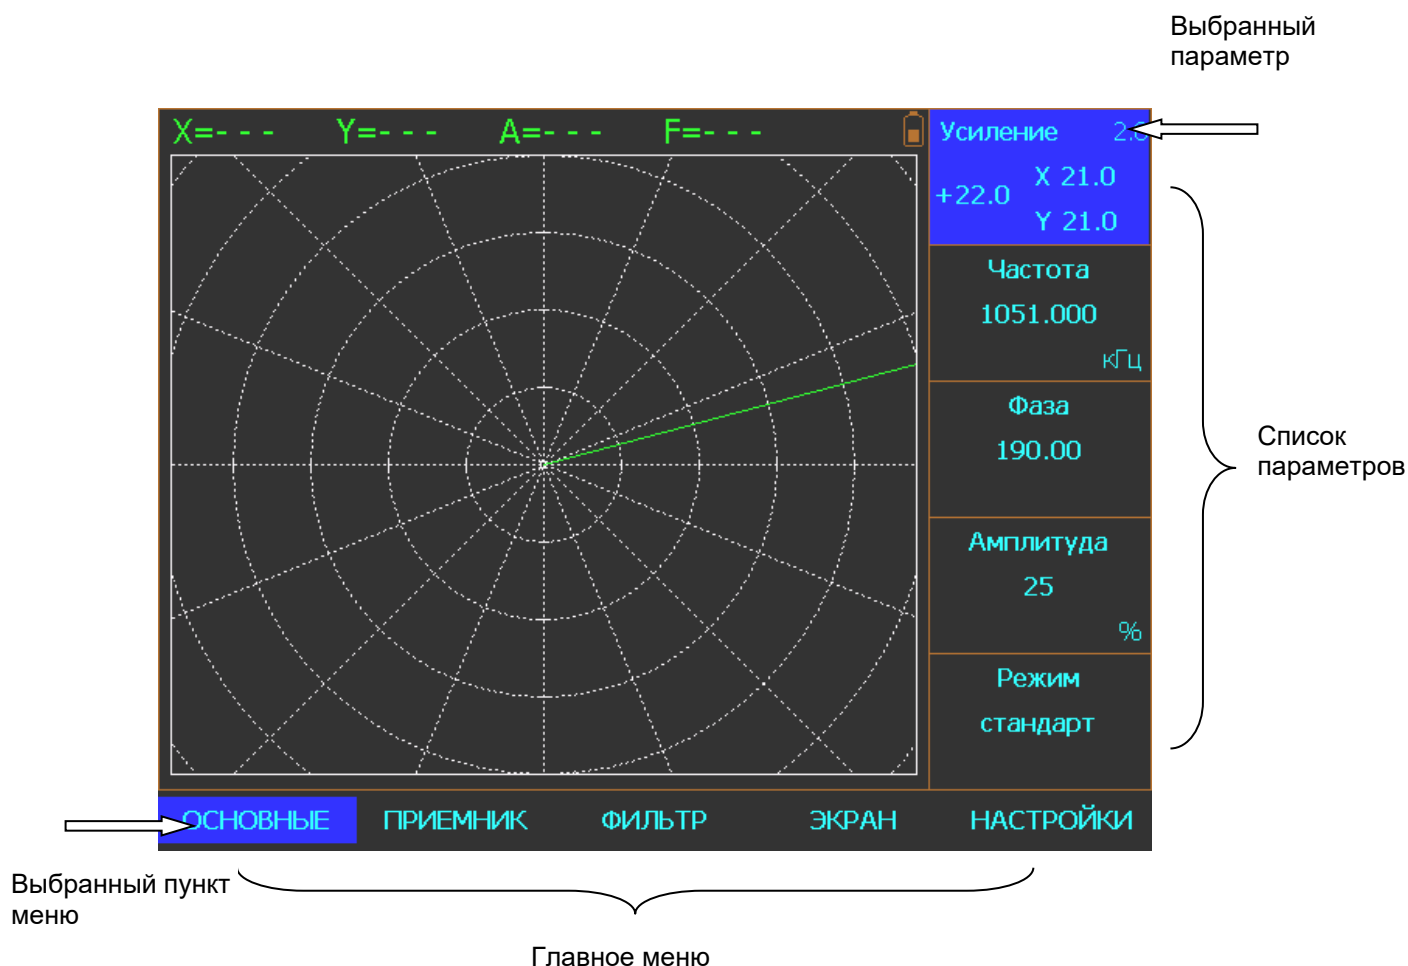 Выбранный
параметр
X=- - - Y=- - - A=- - - F=- - -
Усиление
+22.0
X 21.0
Y 21.0
Частота
1051.000
кГц
Фаза
190.00
Амплитуда
25
%
Режим
стандарт
Список
параметров
ОСНОВНЫЕ ПРИЕМНИК ФИЛЬТР ЭКРАН НАСТРОЙКИ
Выбранный пункт
меню
Главное меню